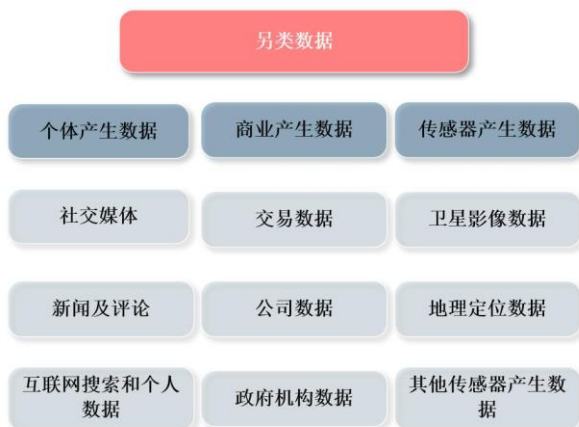 另类数据
个体产生数据
商业产生数据
传感器产生数据
社交媒体
交易数据
卫星影像数据
新闻及评论
公司数据
地理定位数据
互联网搜索和个人
数据
政府机构数据
其他传感器产生数
据